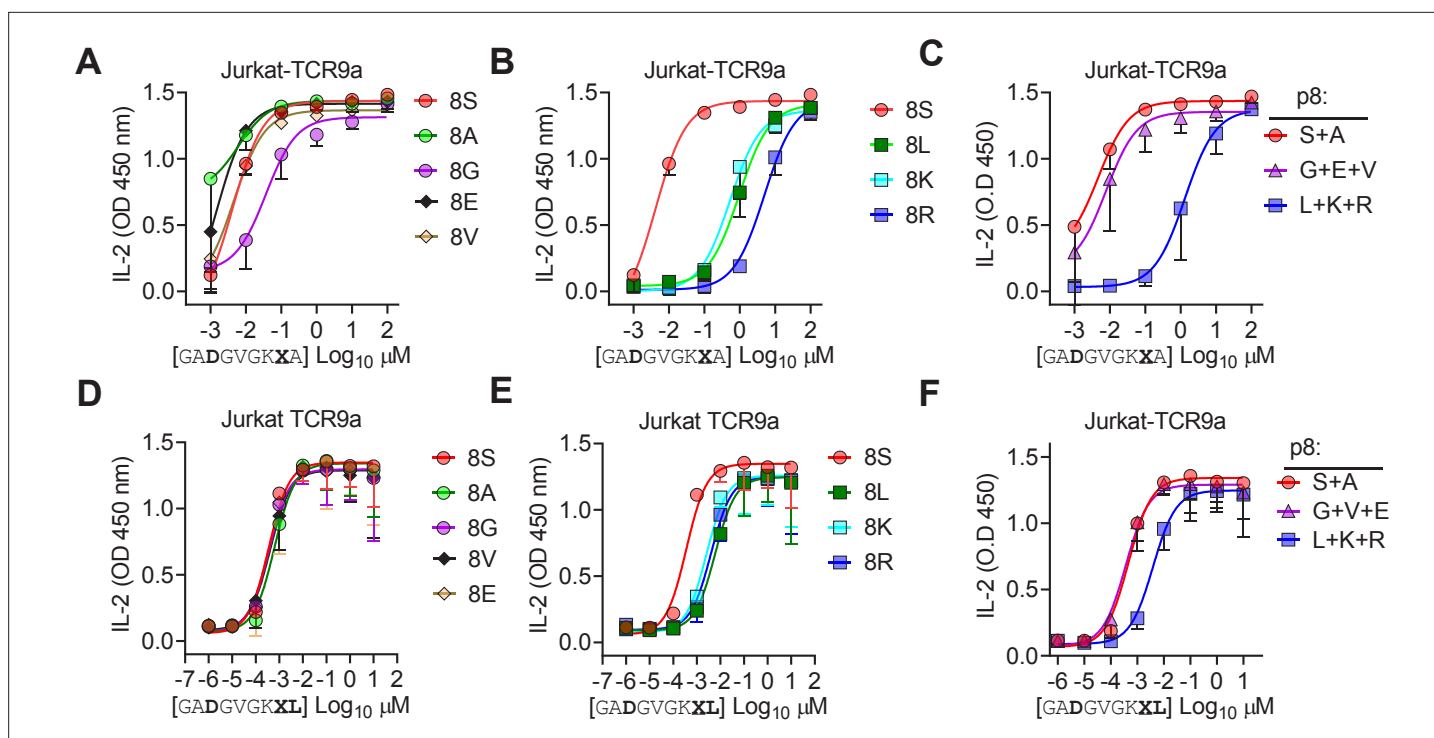 A
Jurkat-TCR9a
IL-2 (OD 450 nm)
1.5
1.0
0.5
0.0
-3 -2 -1 0 1 2
[GADGVGKXA] Log10 μM
8S
8A
8G
8E
8V
B
Jurkat-TCR9a
IL-2 (OD 450 nm)
1.5
1.0
0.5
0.0
-3 -2 -1 0 1 2
[GADGVGKXA] Log10 μM
8S
8L
8K
8R
C
Jurkat-TCR9a
IL-2 (O.D 450)
1.5
1.0
0.5
0.0
-3 -2 -1 0 1 2
[GADGVGKXA] Log10 μM
p8:
S+A
G+E+V
L+K+R
D
Jurkat TCR9a
IL-2 (OD 450 nm)
1.5
1.0
0.5
0.0
-7 -6 -5 -4 -3 -2 -1 0 1 2
[GADGVGKXL] Log10 μM
8S
8A
8G
8V
8E
E
Jurkat TCR9a
IL-2 (OD 450 nm)
1.5
1.0
0.5
0.0
-7 -6 -5 -4 -3 -2 -1 0 1 2
[GADGVGKXL] Log10 μM
8S
8L
8K
8R
F
Jurkat-TCR9a
IL-2 (O.D 450)
1.5
1.0
0.5
0.0
-6 -5 -4 -3 -2 -1 0 1
[GADGVGKXL] Log10 μM
p8:
S+A
G+V+E
L+K+R